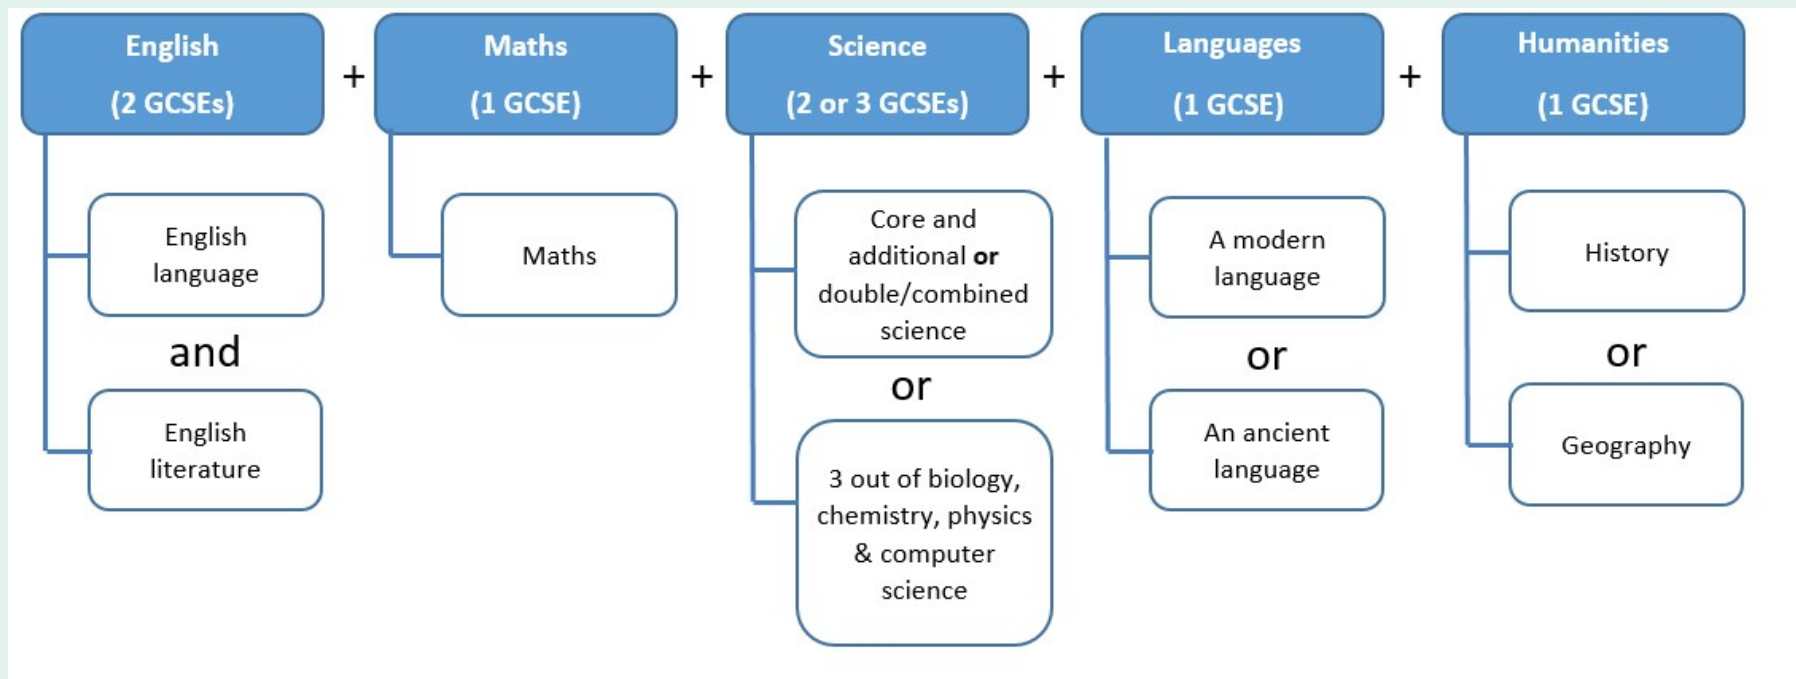 English
(2 GCSEs)
+
Maths
(1 GCSE)
+
Science
(2 or 3 GCSEs)
+
Languages
(1 GCSE)
+
Humanities
(1 GCSE)
English
language
and
English
literature
Maths
Core and
additional or
double/combined
science
or
3 out of biology,
chemistry, physics
& computer
science
A modern
language
or
An ancient
language
History
or
Geography